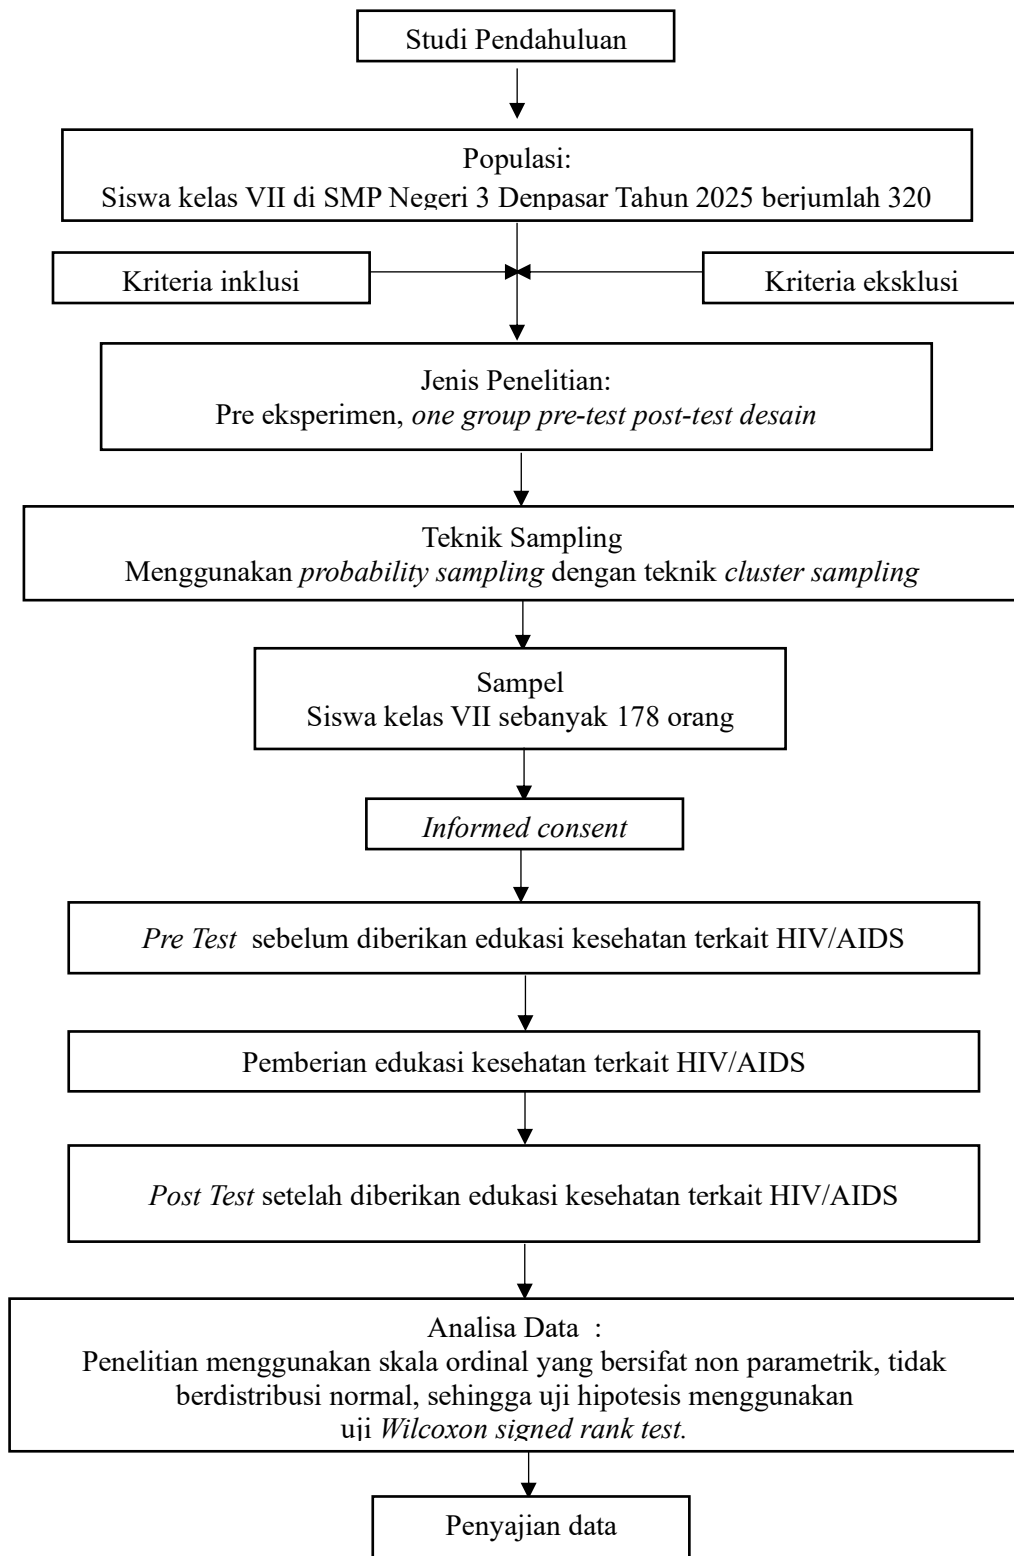 Studi Pendahuluan
Populasi:
Siswa kelas VII di SMP Negeri 3 Denpasar Tahun 2025 berjumlah 320
Kriteria inklusi
Kriteria eksklusi
Jenis Penelitian:
Pre eksperimen, one group pre-test post-test desain
Teknik Sampling
Menggunakan probability sampling dengan teknik cluster sampling
Sampel
Siswa kelas VII sebanyak 178 orang
Informed consent
Pre Test sebelum diberikan edukasi kesehatan terkait HIV/AIDS
Pemberian edukasi kesehatan terkait HIV/AIDS
Post Test setelah diberikan edukasi kesehatan terkait HIV/AIDS
Analisa Data :
Penelitian menggunakan skala ordinal yang bersifat non parametrik, tidak
berdistribusi normal, sehingga uji hipotesis menggunakan
uji Wilcoxon signed rank test.
Penyajian data